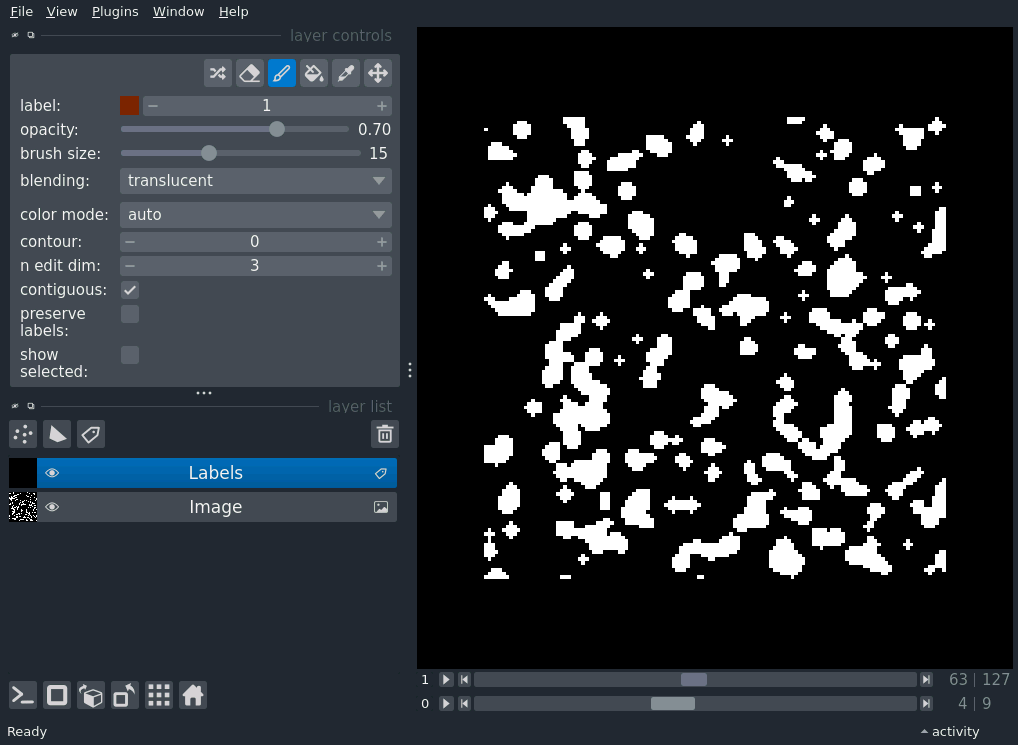 File View Plugins Window Help
layer controls
label: 1
opacity: 0.70
brush size: 15
blending: translucent
color mode: auto
contour: 0
n edit dim: 3
contiguous:
preserve
labels:
show
selected:
layer list
Labels
Image
1 63 | 127
0 4 | 9
Ready activity